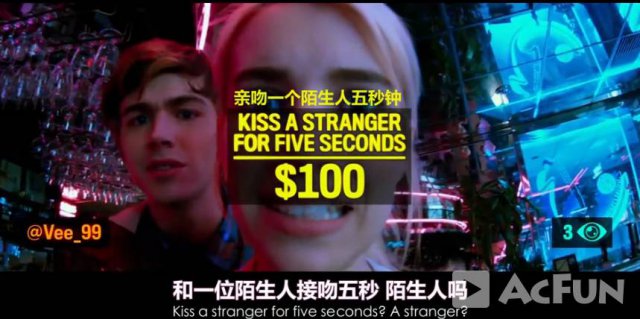 亲吻一个陌生人五秒钟
KISS A STRANGER
FOR FIVE SECONDS
$100
@Vee_99
3
和一位陌生人接吻五秒 陌生人吗
Kiss a stranger for five seconds? A stranger?
AcFun